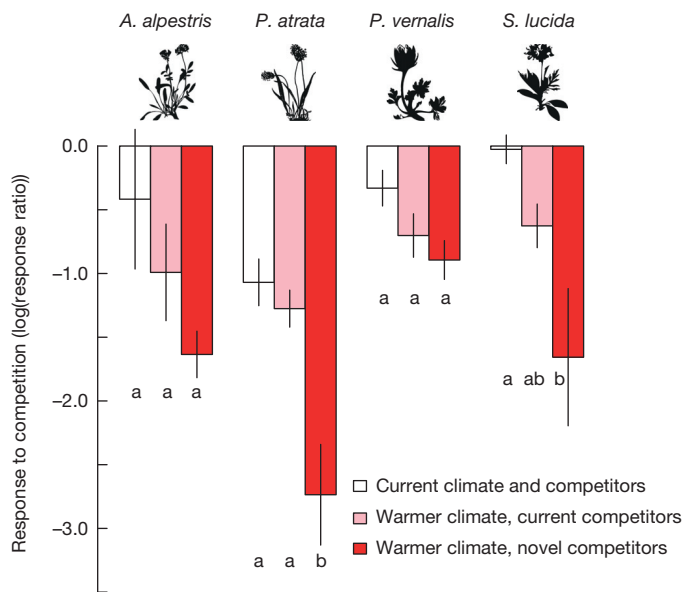 A. alpestris P. atrata P. vernalis S. lucida
0.0
–1.0
–2.0
–3.0
Response to competition (log(response ratio))
a a a
a a b
a a a
a ab b
Current climate and competitors
Warmer climate, current competitors
Warmer climate, novel competitors